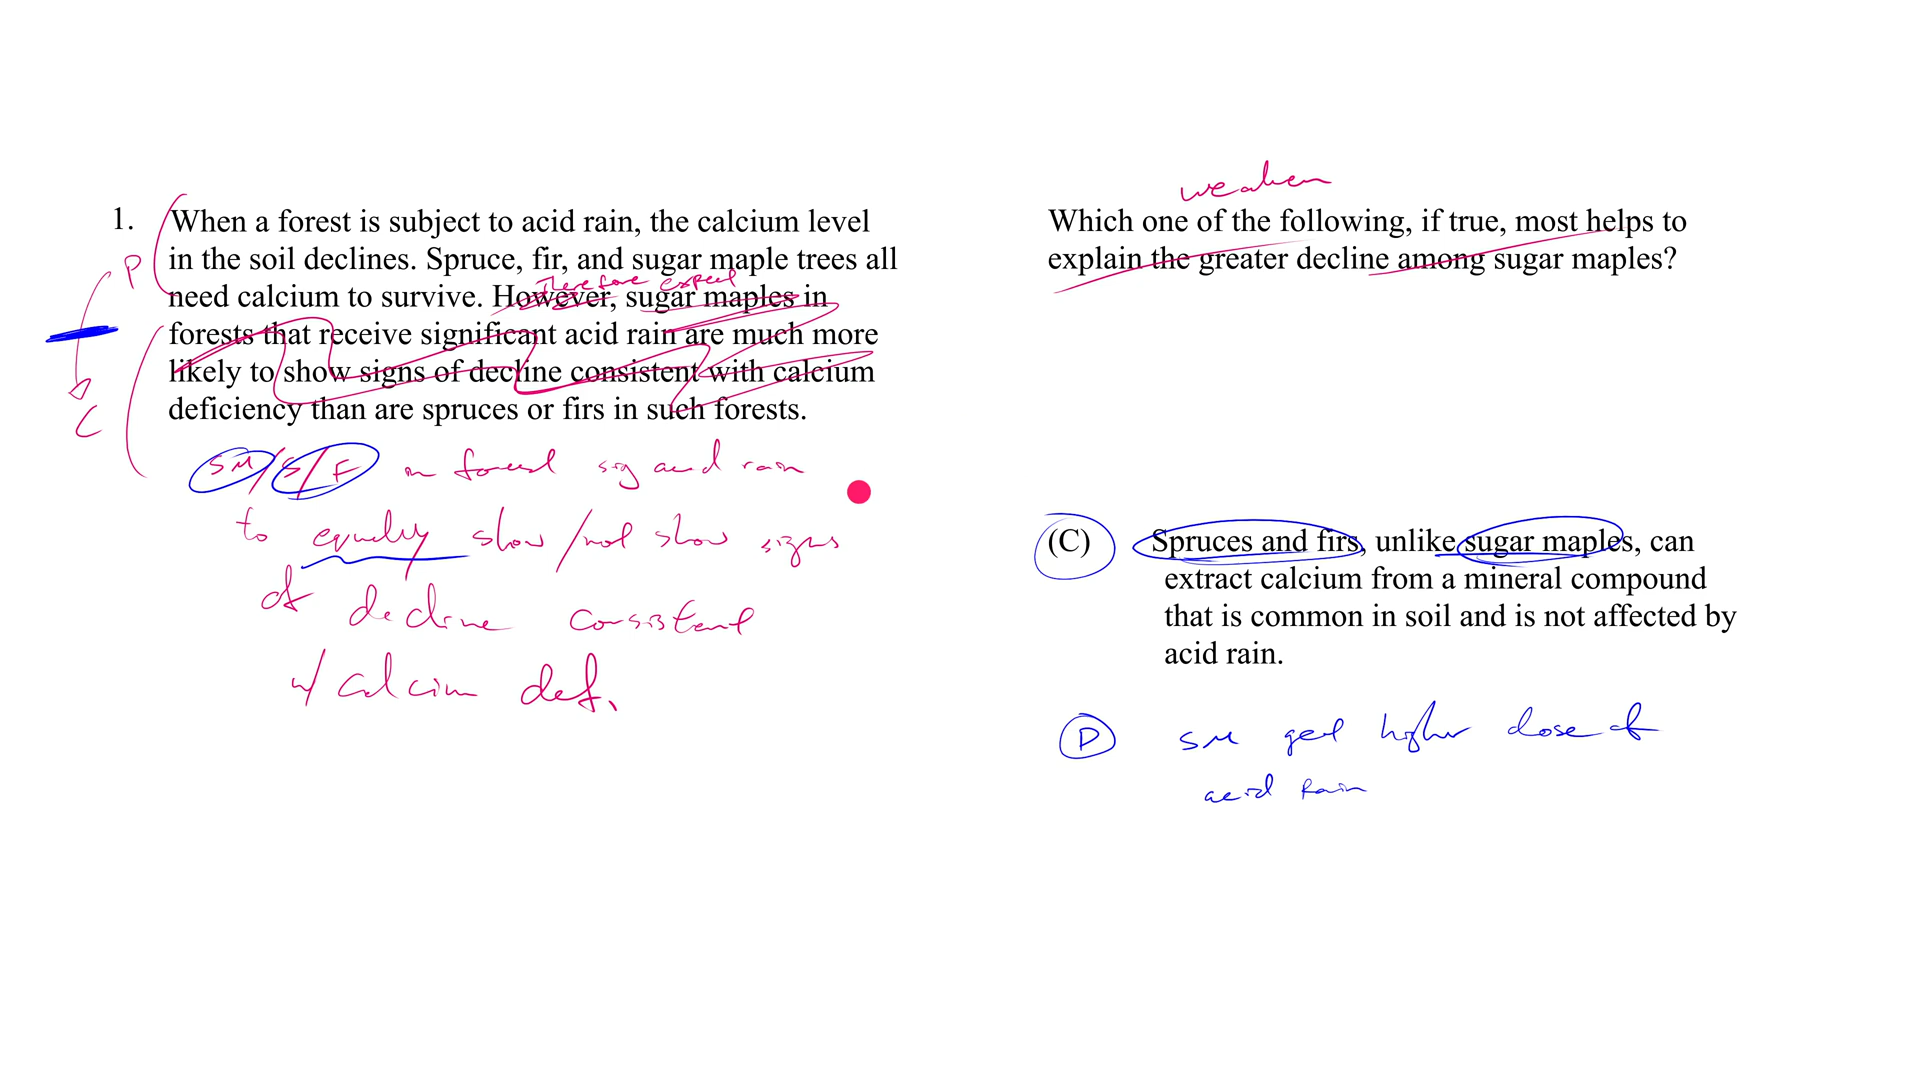 1. When a forest is subject to acid rain, the calcium level
in the soil declines. Spruce, fir, and sugar maple trees all
P
therefore expect
need calcium to survive. However, sugar maples in
forests that receive significant acid rain are much more
likely to show signs of decline consistent with calcium
deficiency than are spruces or firs in such forests.
C
SM/S/F in forest sig acid rain
to equally show/not show signs
of decline consistent
w/ calcium def.
weaken
Which one of the following, if true, most helps to
explain the greater decline among sugar maples?
(C) Spruces and firs, unlike sugar maples, can
extract calcium from a mineral compound
that is common in soil and is not affected by
acid rain.
D SM get higher dose of
acid rain